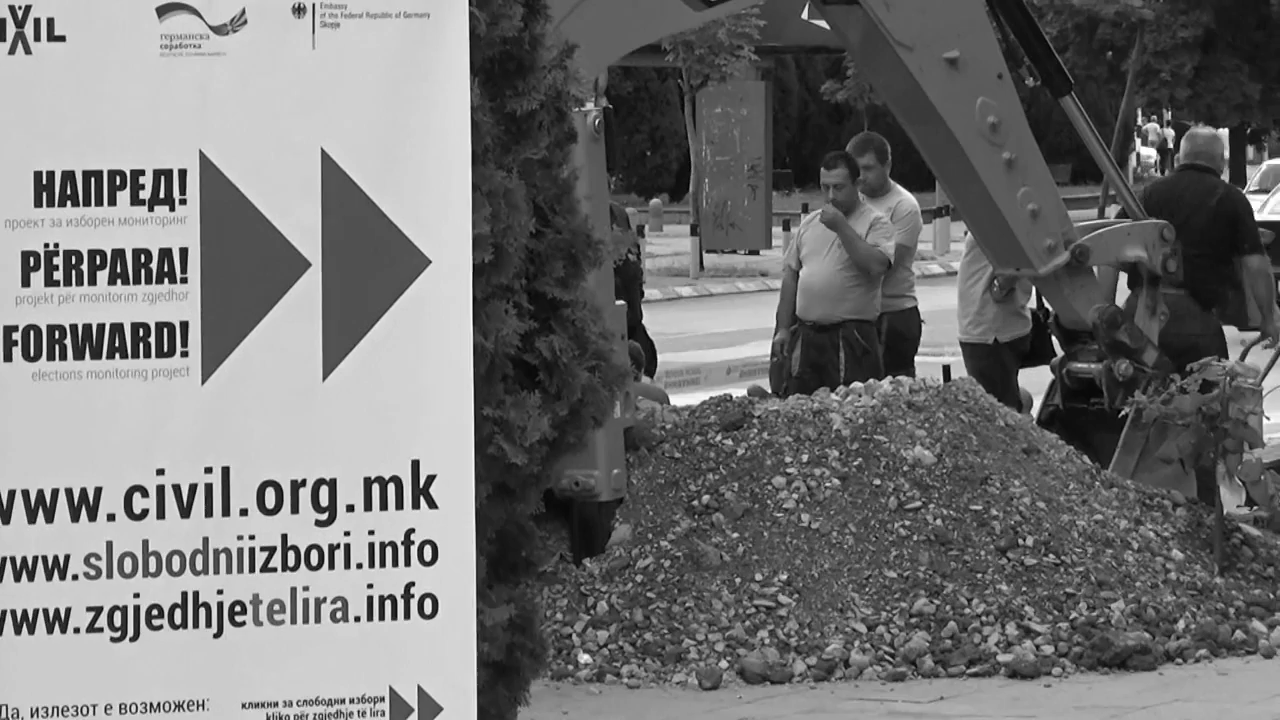 Embassy
of the Federal Republic of Germany
Skopje
германска
соработка
НАПРЕД!
проект за изборен мониторинг
PËRPARA!
projekt për monitorim zgjedhor
FORWARD!
elections monitoring project
www.civil.org.mk
www.slobodniizbori.info
www.zgjedhjetelira.info
Да, излезот е возможен:
кликни за слободни избори
kliko për zgjedhje të lira